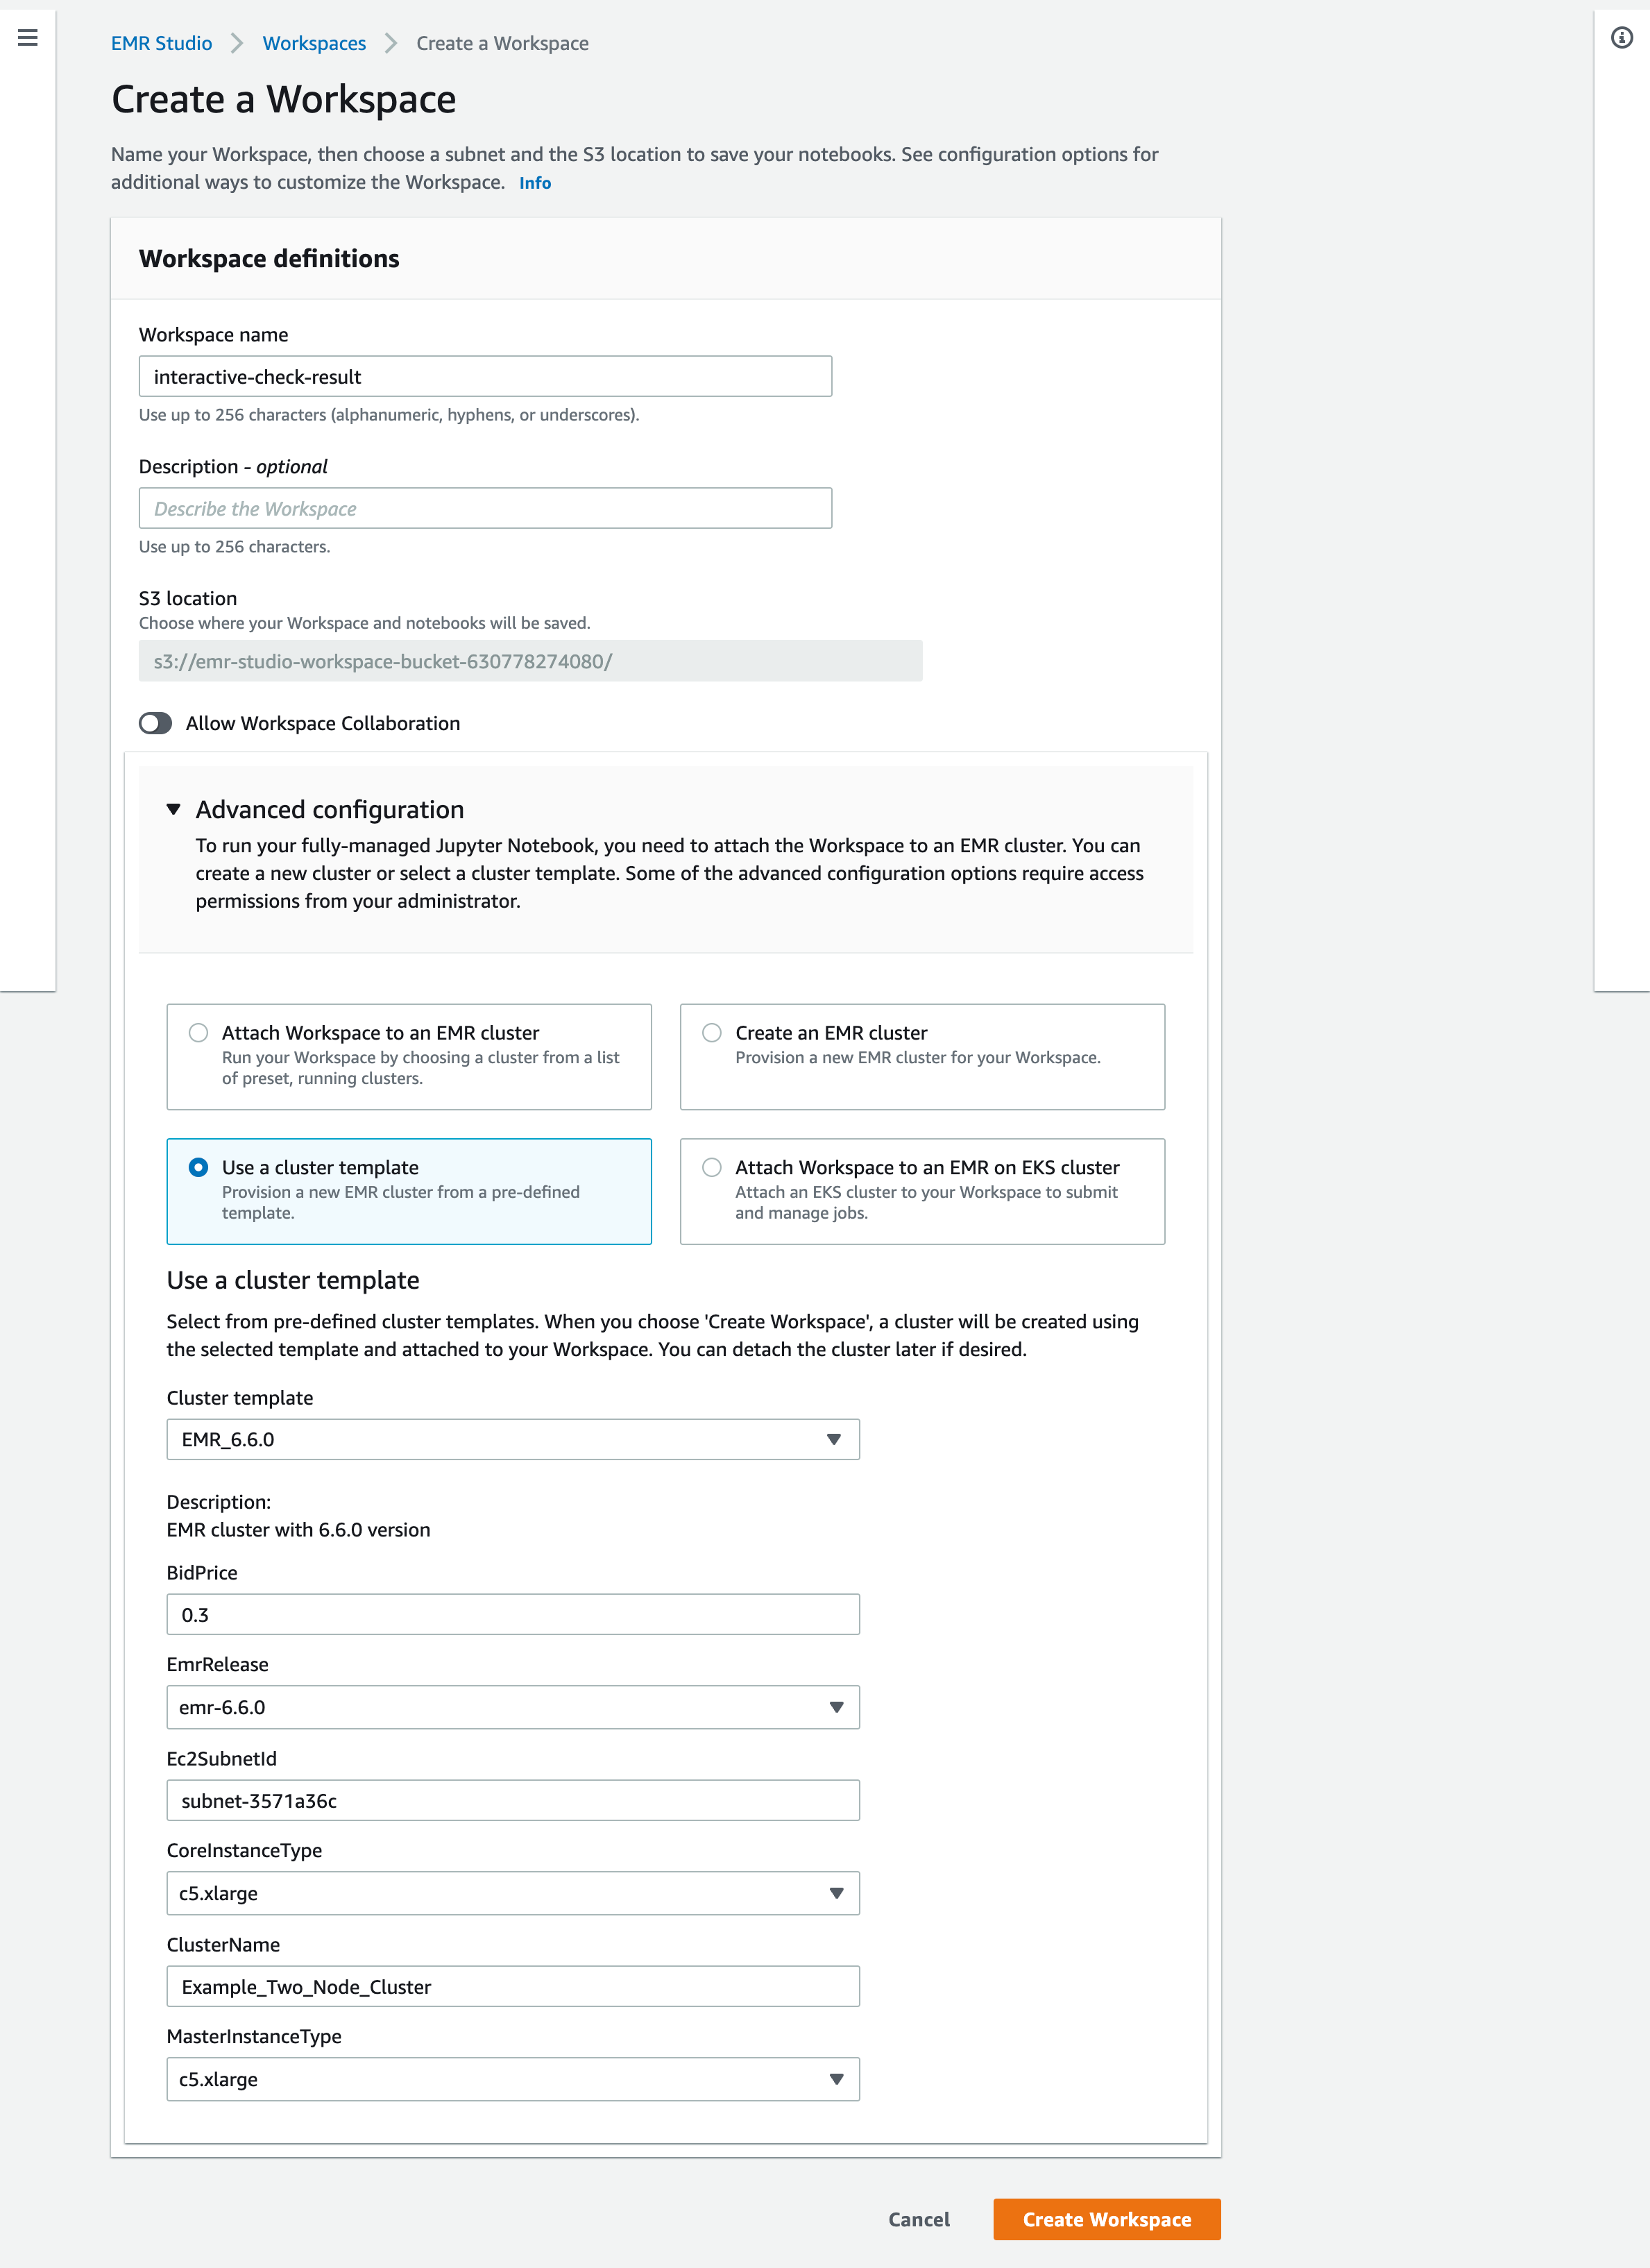 EMR Studio > Workspaces > Create a Workspace
Create a Workspace
Name your Workspace, then choose a subnet and the S3 location to save your notebooks. See configuration options for
additional ways to customize the Workspace. Info
Workspace definitions
Workspace name
interactive-check-result
Use up to 256 characters (alphanumeric, hyphens, or underscores).
Description - optional
Describe the Workspace
Use up to 256 characters.
S3 location
Choose where your Workspace and notebooks will be saved.
s3://emr-studio-workspace-bucket-630778274080/
Allow Workspace Collaboration
Advanced configuration
To run your fully-managed Jupyter Notebook, you need to attach the Workspace to an EMR cluster. You can
create a new cluster or select a cluster template. Some of the advanced configuration options require access
permissions from your administrator.
Attach Workspace to an EMR cluster
Run your Workspace by choosing a cluster from a list
of preset, running clusters.
Create an EMR cluster
Provision a new EMR cluster for your Workspace.
Use a cluster template
Provision a new EMR cluster from a pre-defined
template.
Attach Workspace to an EMR on EKS cluster
Attach an EKS cluster to your Workspace to submit
and manage jobs.
Use a cluster template
Select from pre-defined cluster templates. When you choose 'Create Workspace', a cluster will be created using
the selected template and attached to your Workspace. You can detach the cluster later if desired.
Cluster template
EMR_6.6.0
Description:
EMR cluster with 6.6.0 version
BidPrice
0.3
EmrRelease
emr-6.6.0
Ec2SubnetId
subnet-3571a36c
CoreInstanceType
c5.xlarge
ClusterName
Example_Two_Node_Cluster
MasterInstanceType
c5.xlarge
Cancel
Create Workspace